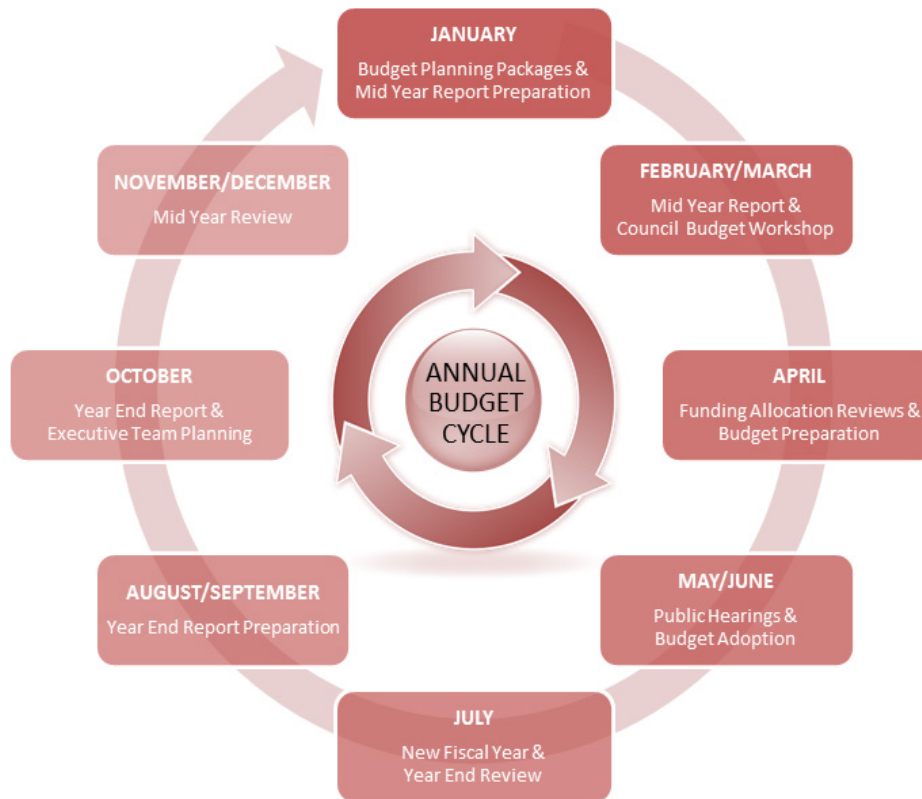 JANUARY
Budget Planning Packages &
Mid Year Report Preparation
FEBRUARY/MARCH
Mid Year Report &
Council Budget Workshop
APRIL
Funding Allocation Reviews &
Budget Preparation
MAY/JUNE
Public Hearings &
Budget Adoption
JULY
New Fiscal Year &
Year End Review
AUGUST/SEPTEMBER
Year End Report Preparation
OCTOBER
Year End Report &
Executive Team Planning
NOVEMBER/DECEMBER
Mid Year Review
ANNUAL
BUDGET
CYCLE